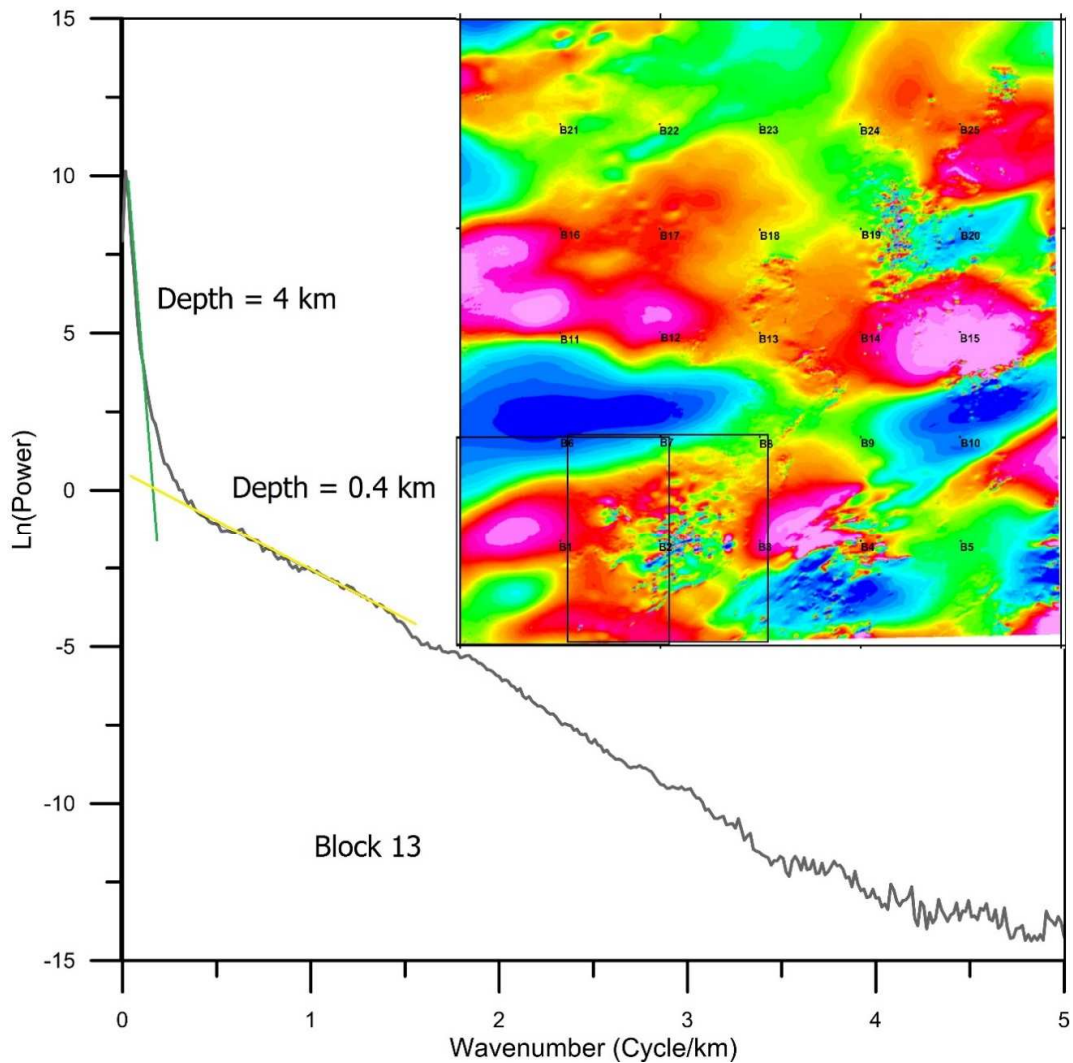 15
10
5
0
-5
-10
-15
Ln(Power)
Depth = 4 km
Depth = 0.4 km
Block 13
B21 B22 B23 B24 B25
B16 B17 B18 B19 B20
B11 B12 B13 B14 B15
B6 B7 B8 B9 B10
B1 B2 B3 B4 B5
0 1 2 3 4 5
Wavenumber (Cycle/km)